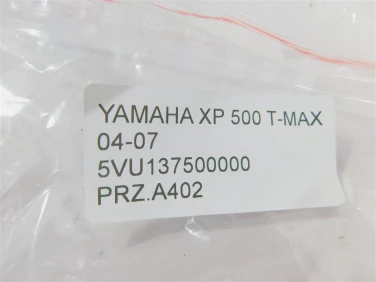 YAMAHA XP 500 T-MAX
04-07
5VU137500000
PRZ.A402